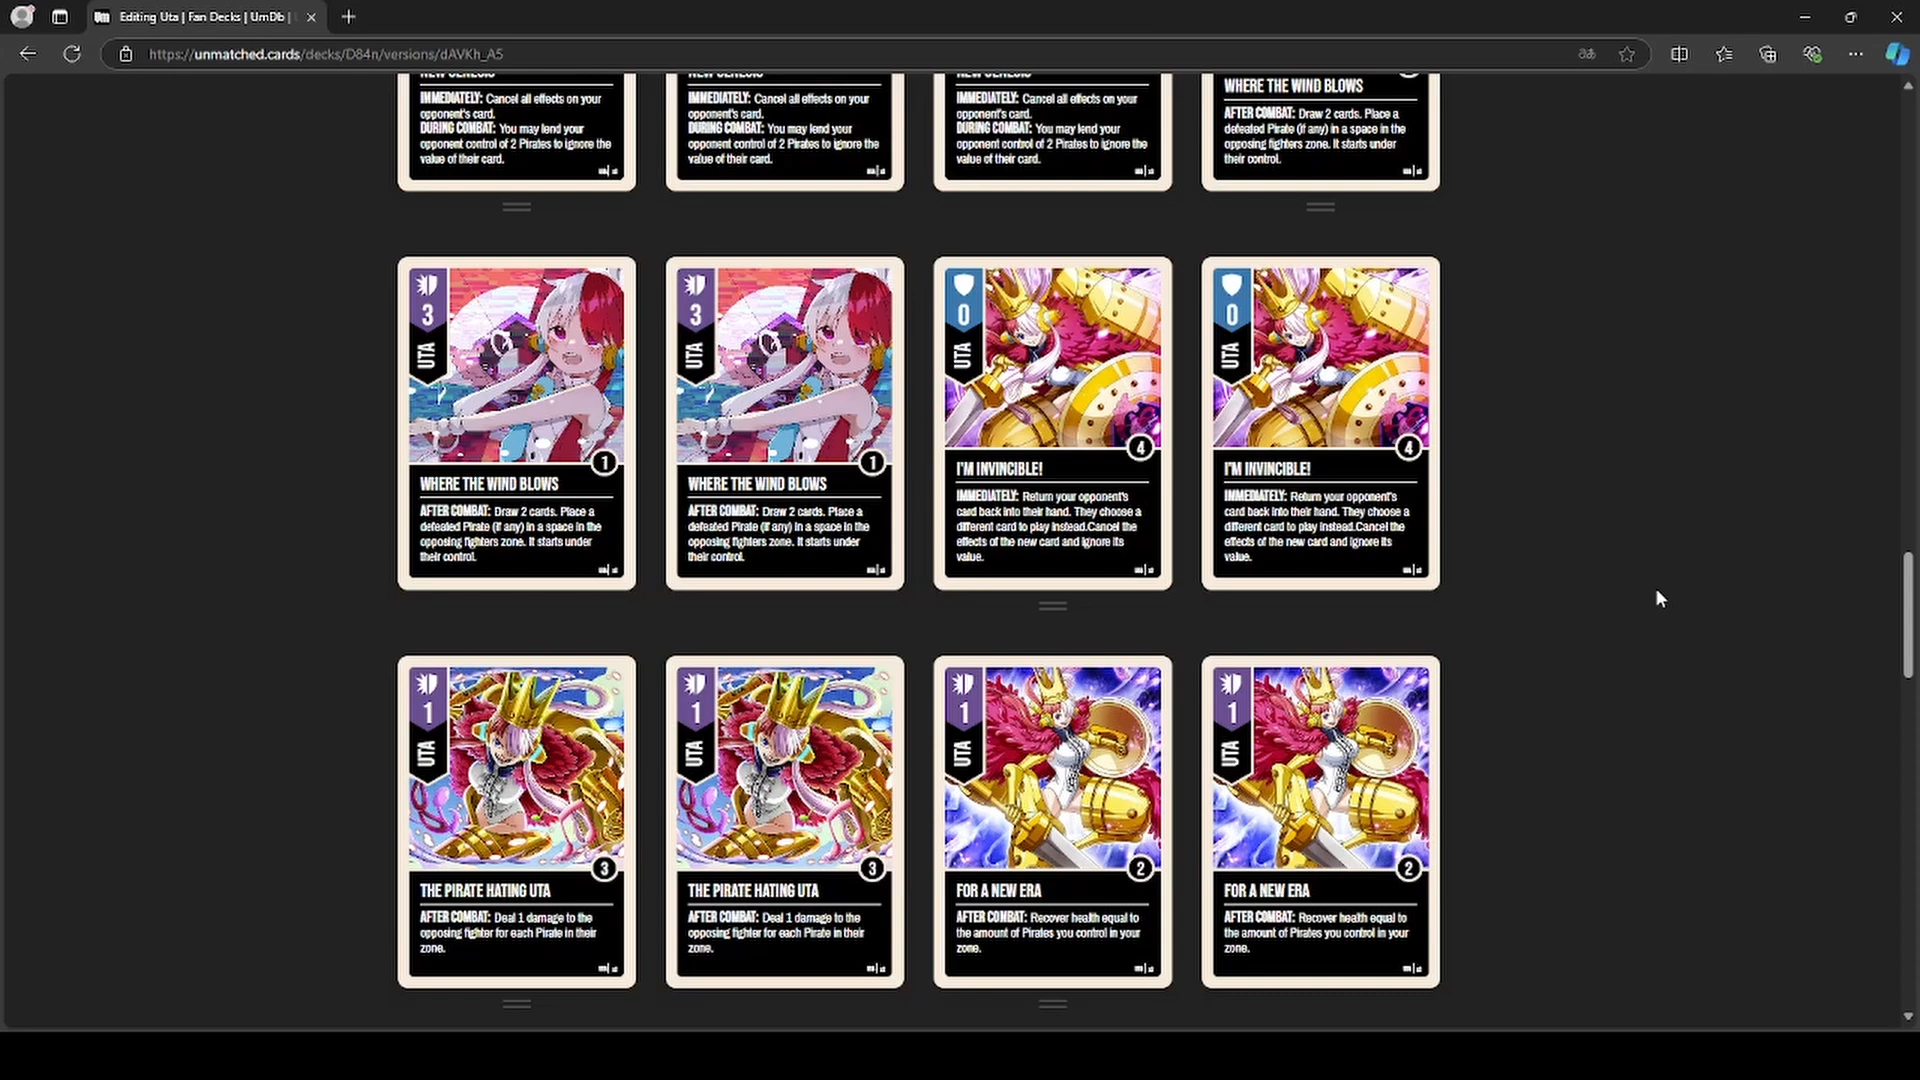 Editing Uta | Fan Decks | UmDb |
https://unmatched.cards/decks/D84n/versions/dAVKh_A5
NEW GENESIS
IMMEDIATELY: Cancel all effects on your
opponent's card.
DURING COMBAT: You may lend your
opponent control of 2 Pirates to ignore the
value of their card.
NEW GENESIS
IMMEDIATELY: Cancel all effects on your
opponent's card.
DURING COMBAT: You may lend your
opponent control of 2 Pirates to ignore the
value of their card.
NEW GENESIS
IMMEDIATELY: Cancel all effects on your
opponent's card.
DURING COMBAT: You may lend your
opponent control of 2 Pirates to ignore the
value of their card.
WHERE THE WIND BLOWS
AFTER COMBAT: Draw 2 cards. Place a
defeated Pirate (if any) in a space in the
opposing fighters zone. It starts under
their control.
3
UTA
1
WHERE THE WIND BLOWS
AFTER COMBAT: Draw 2 cards. Place a
defeated Pirate (if any) in a space in the
opposing fighters zone. It starts under
their control.
3
UTA
1
WHERE THE WIND BLOWS
AFTER COMBAT: Draw 2 cards. Place a
defeated Pirate (if any) in a space in the
opposing fighters zone. It starts under
their control.
0
UTA
4
I'M INVINCIBLE!
IMMEDIATELY: Return your opponent's
card back into their hand. They choose a
different card to play instead.Cancel the
effects of the new card and ignore its
value.
0
UTA
4
I'M INVINCIBLE!
IMMEDIATELY: Return your opponent's
card back into their hand. They choose a
different card to play instead.Cancel the
effects of the new card and ignore its
value.
1
UTA
3
THE PIRATE HATING UTA
AFTER COMBAT: Deal 1 damage to the
opposing fighter for each Pirate in their
zone.
1
UTA
3
THE PIRATE HATING UTA
AFTER COMBAT: Deal 1 damage to the
opposing fighter for each Pirate in their
zone.
1
UTA
2
FOR A NEW ERA
AFTER COMBAT: Recover health equal to
the amount of Pirates you control in your
zone.
1
UTA
2
FOR A NEW ERA
AFTER COMBAT: Recover health equal to
the amount of Pirates you control in your
zone.